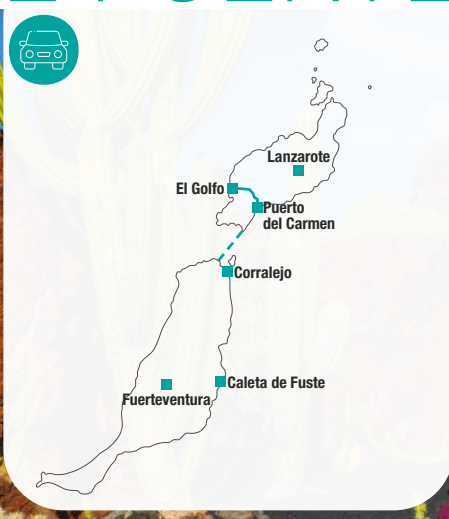 Lanzarote
El Golfo
Puerto
del Carmen
Corralejo
Caleta de Fuste
Fuerteventura